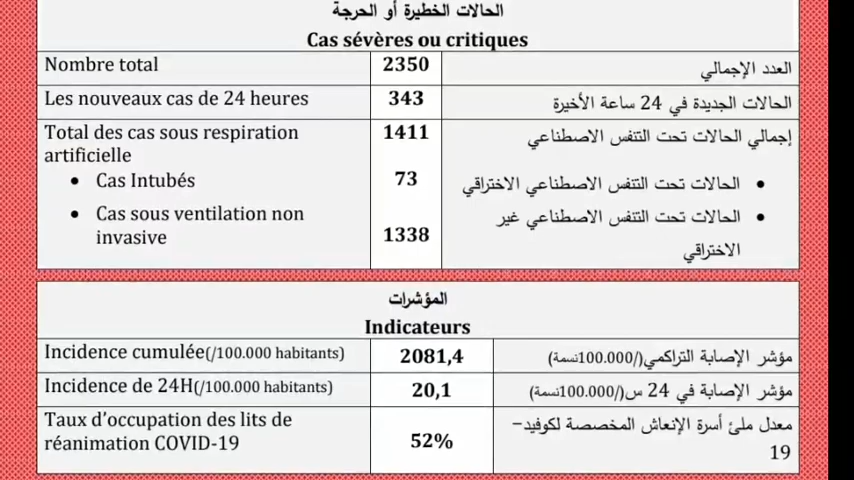 الحالات الخطيرة أو الحرجة
Cas sévères ou critiques
Nombre total 2350 العدد الإجمالي
Les nouveaux cas de 24 heures 343 الحالات الجديدة في 24 ساعة الأخيرة
Total des cas sous respiration 1411 إجمالي الحالات تحت التنفس الاصطناعي
artificielle
• Cas Intubés 73 • الحالات تحت التنفس الاصطناعي الاختراقي
• Cas sous ventilation non • الحالات تحت التنفس الاصطناعي غير
invasive 1338 الاختراقي
المؤشرات
Indicateurs
Incidence cumulée(/100.000 habitants) 2081,4 مؤشر الإصابة التراكمي(/100.000نسمة)
Incidence de 24H(/100.000 habitants) 20,1 مؤشر الإصابة في 24 س(/100.000نسمة)
Taux d’occupation des lits de معدل ملئ أسرة الإنعاش المخصصة لكوفيد–
réanimation COVID-19 52% 19